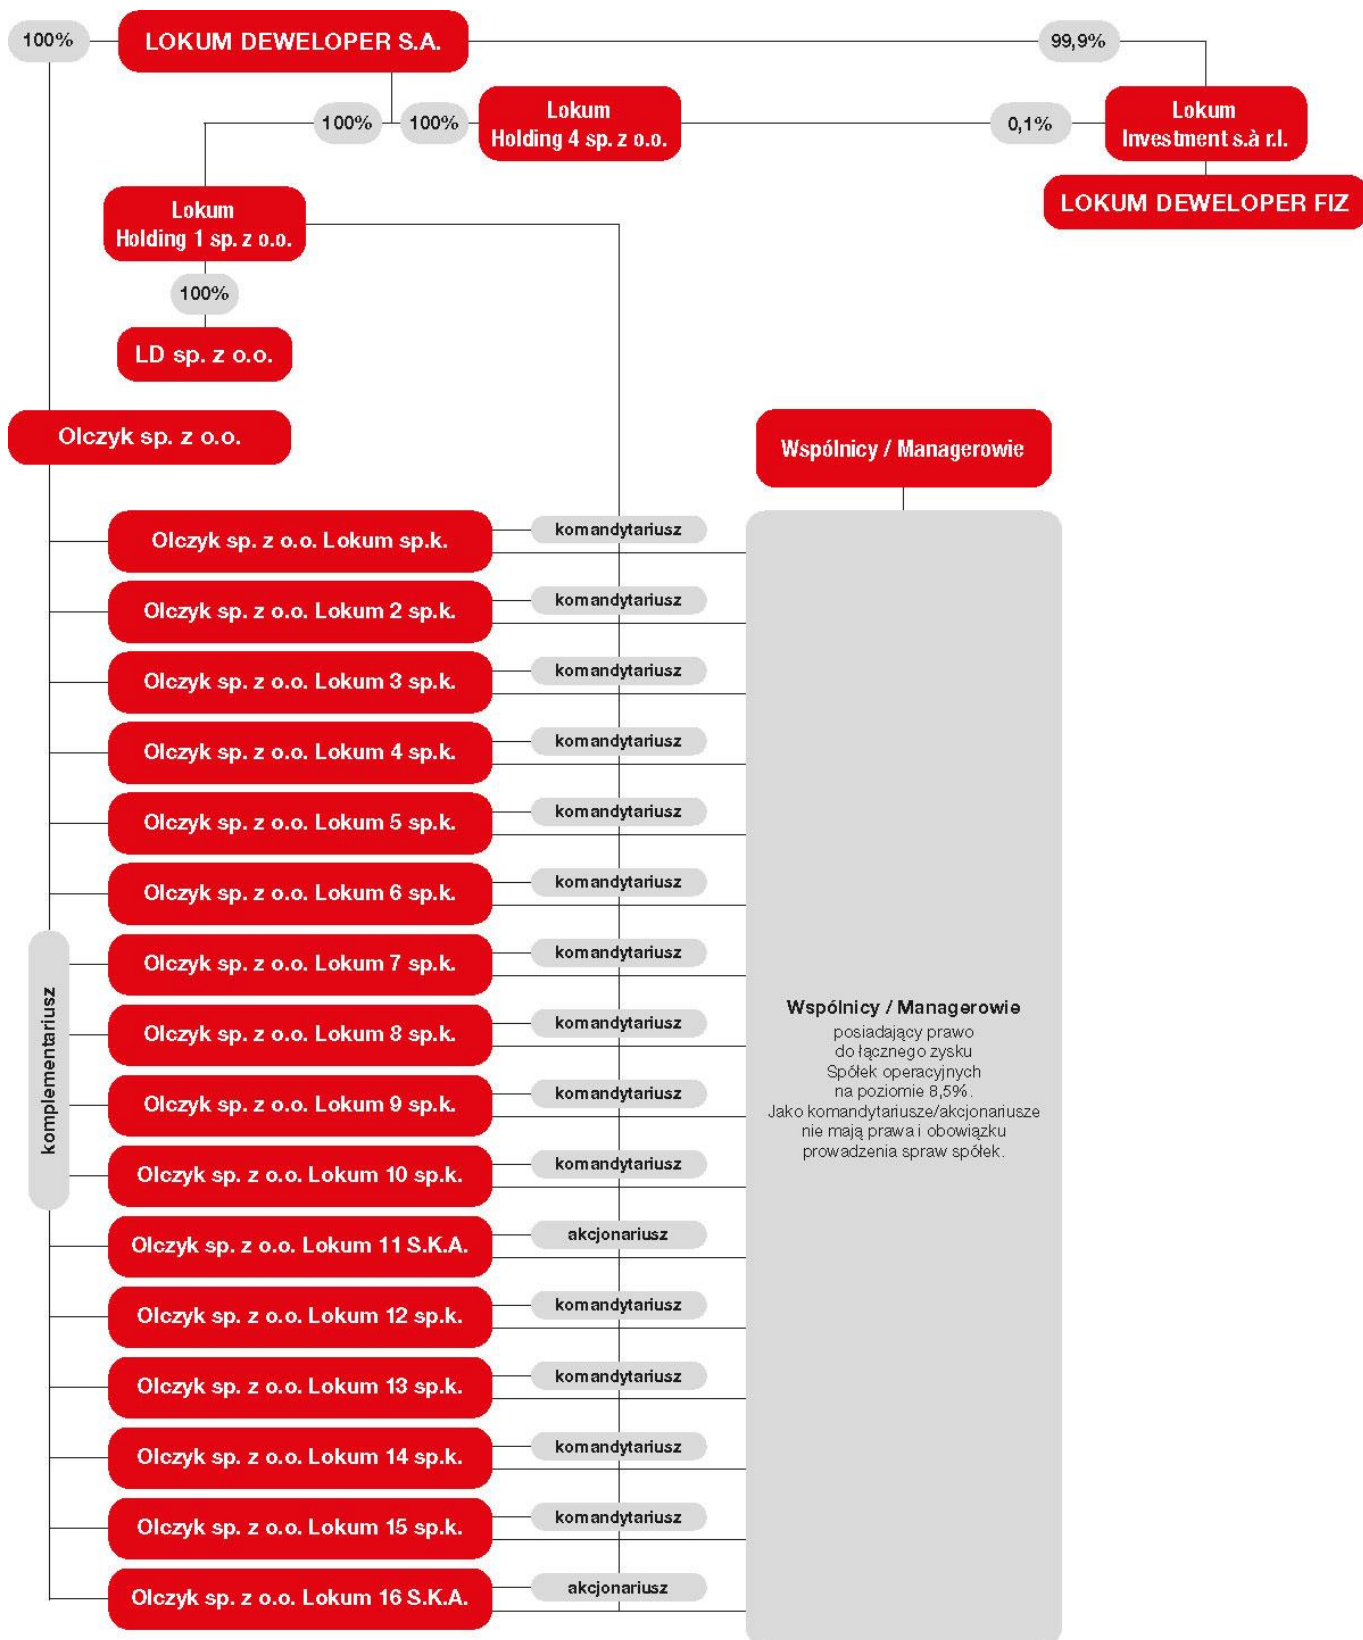 100%
LOKUM DEWELOPER S.A.
99,9%
100%
100%
Lokum
Holding 4 sp. z o.o.
0,1%
Lokum
Investment s.à r.l.
LOKUM DEWELOPER FIZ
Lokum
Holding 1 sp. z o.o.
100%
LD sp. z o.o.
Olczyk sp. z o.o.
Wspólnicy / Managerowie
Olczyk sp. z o.o. Lokum sp.k.
komandytariusz
Olczyk sp. z o.o. Lokum 2 sp.k.
komandytariusz
Olczyk sp. z o.o. Lokum 3 sp.k.
komandytariusz
Olczyk sp. z o.o. Lokum 4 sp.k.
komandytariusz
Olczyk sp. z o.o. Lokum 5 sp.k.
komandytariusz
Olczyk sp. z o.o. Lokum 6 sp.k.
komandytariusz
Olczyk sp. z o.o. Lokum 7 sp.k.
komandytariusz
Olczyk sp. z o.o. Lokum 8 sp.k.
komandytariusz
Olczyk sp. z o.o. Lokum 9 sp.k.
komandytariusz
Olczyk sp. z o.o. Lokum 10 sp.k.
komandytariusz
Olczyk sp. z o.o. Lokum 11 S.K.A.
akcjonariusz
Olczyk sp. z o.o. Lokum 12 sp.k.
komandytariusz
Olczyk sp. z o.o. Lokum 13 sp.k.
komandytariusz
Olczyk sp. z o.o. Lokum 14 sp.k.
komandytariusz
Olczyk sp. z o.o. Lokum 15 sp.k.
komandytariusz
Olczyk sp. z o.o. Lokum 16 S.K.A.
akcjonariusz
komplementariusz
Wspólnicy / Managerowie
posiadający prawo
do łącznego zysku
Spółek operacyjnych
na poziomie 8,5%.
Jako komandytariusze/akcjonariusze
nie mają prawa i obowiązku
prowadzenia spraw spółek.